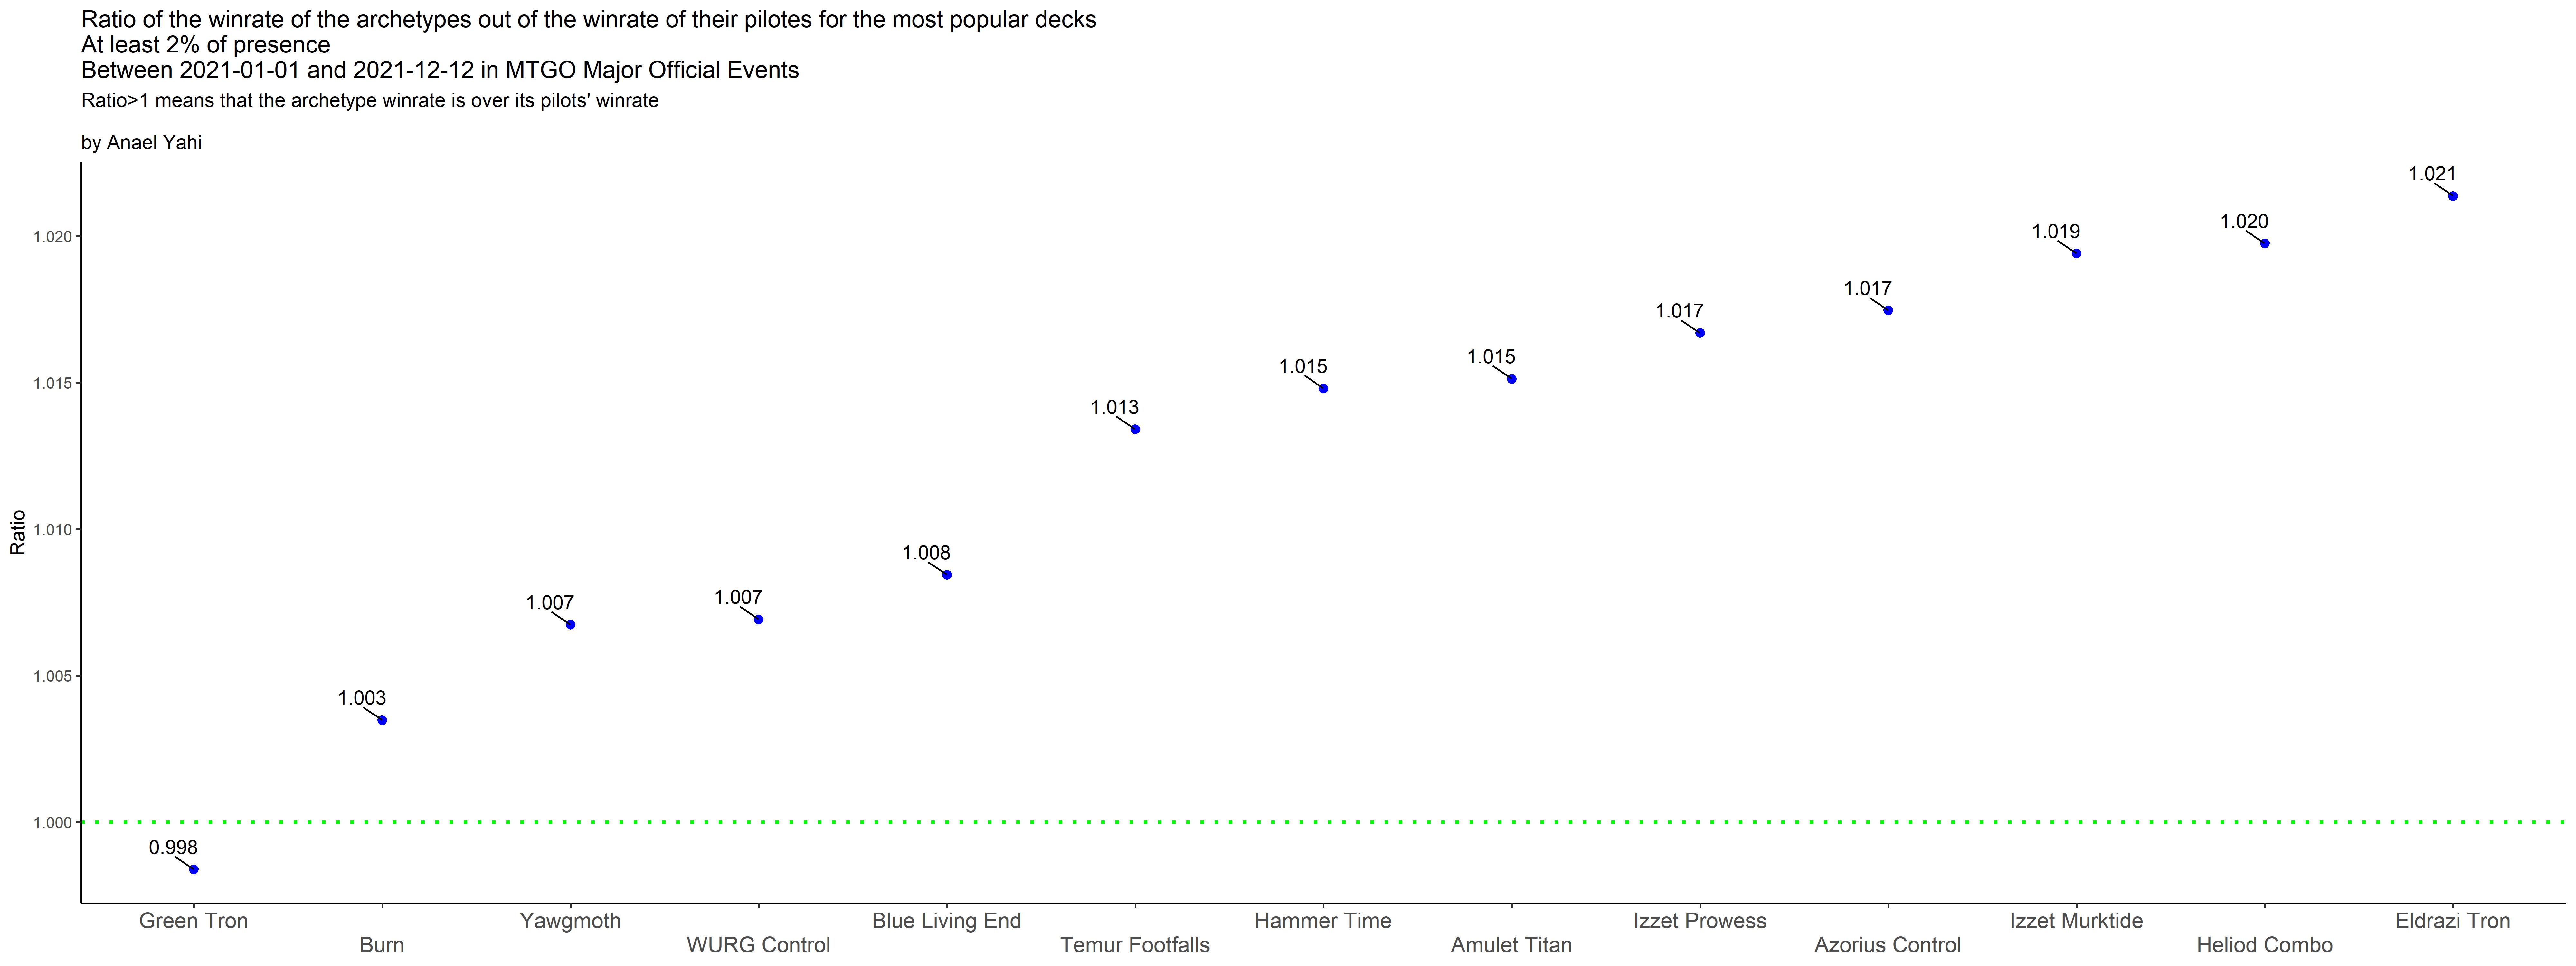 Ratio of the winrate of the archetypes out of the winrate of their pilotes for the most popular decks
At least 2% of presence
Between 2021-01-01 and 2021-12-12 in MTGO Major Official Events
Ratio>1 means that the archetype winrate is over its pilots' winrate
by Anael Yahi
1.021
1.020
1.020
1.019
1.017
1.017
1.015
1.015
1.015
1.013
Ratio
1.010
1.008
1.007
1.007
1.005
1.003
1.000
0.998
Green Tron
Burn
Yawgmoth
WURG Control
Blue Living End
Temur Footfalls
Hammer Time
Amulet Titan
Izzet Prowess
Azorius Control
Izzet Murktide
Heliod Combo
Eldrazi Tron